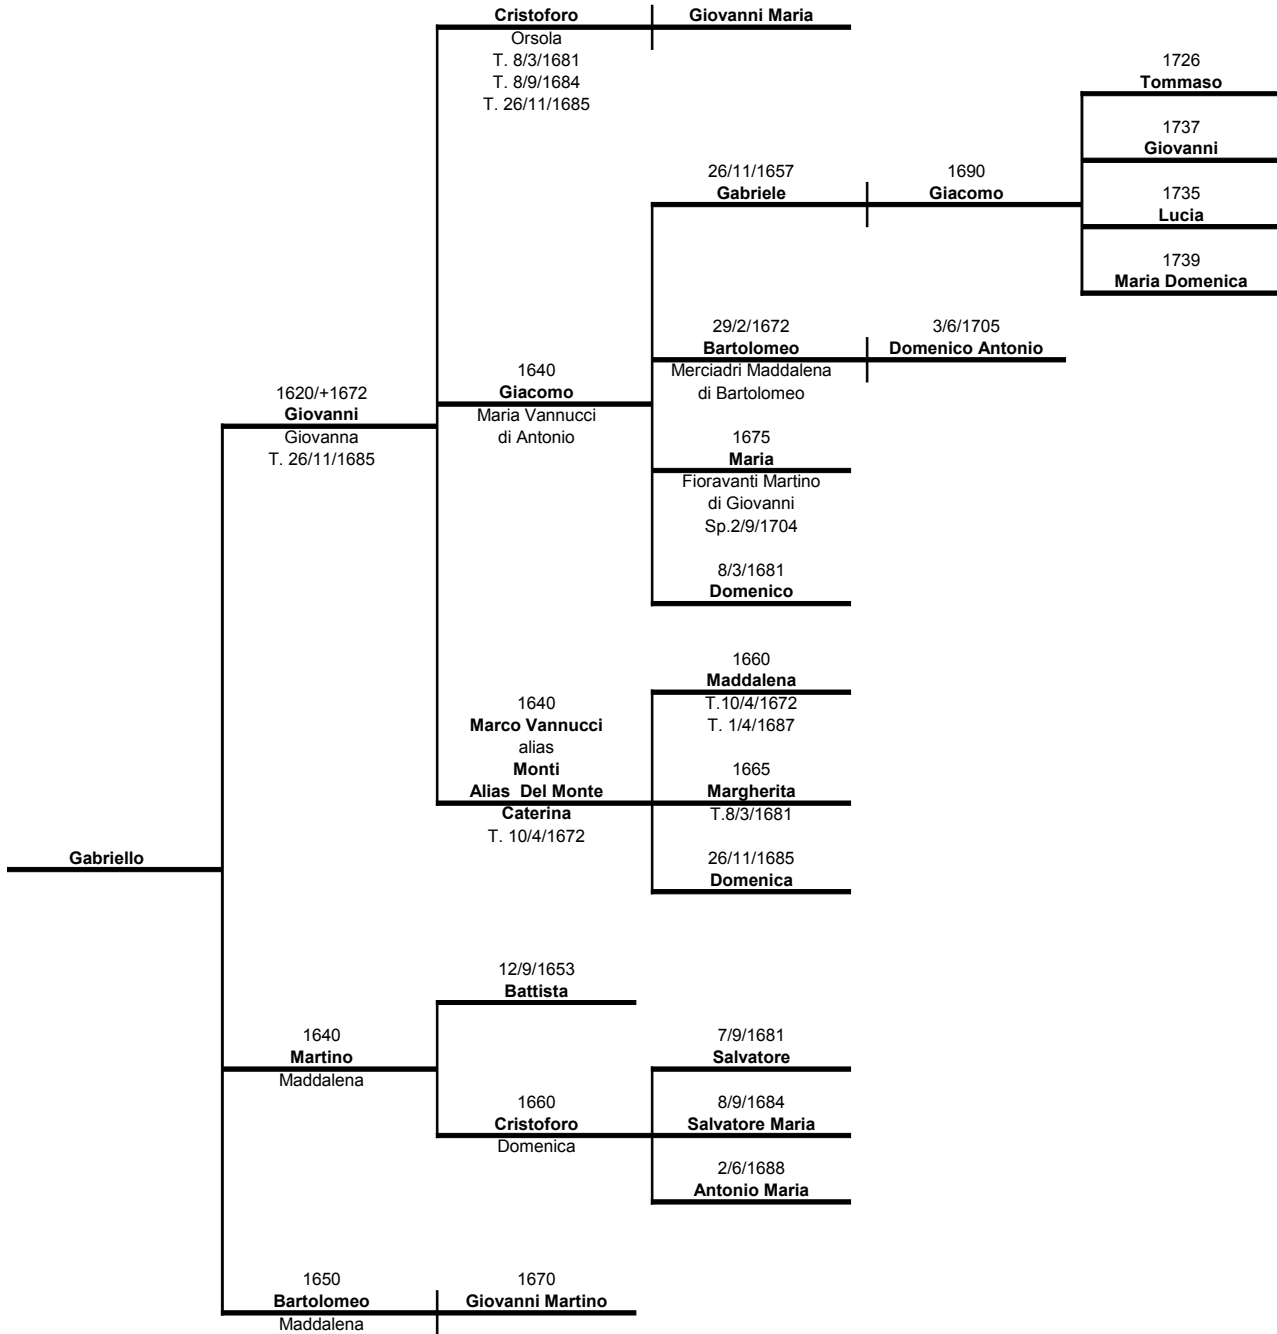 Cristoforo
Orsola
T. 8/3/1681
T. 8/9/1684
T. 26/11/1685
Giovanni Maria
1726
Tommaso
1737
Giovanni
1735
Lucia
1739
Maria Domenica
26/11/1657
Gabriele
1690
Giacomo
29/2/1672
Bartolomeo
Merciadri Maddalena
di Bartolomeo
3/6/1705
Domenico Antonio
1640
Giacomo
Maria Vannucci
di Antonio
1620/+1672
Giovanni
Giovanna
T. 26/11/1685
1675
Maria
Fioravanti Martino
di Giovanni
Sp.2/9/1704
8/3/1681
Domenico
1660
Maddalena
T.10/4/1672
T. 1/4/1687
1640
Marco Vannucci
alias
Monti
Alias  Del Monte
Caterina
T. 10/4/1672
1665
Margherita
T.8/3/1681
26/11/1685
Domenica
Gabriello
12/9/1653
Battista
1640
Martino
Maddalena
7/9/1681
Salvatore
1660
Cristoforo
Domenica
8/9/1684
Salvatore Maria
2/6/1688
Antonio Maria
1650
Bartolomeo
Maddalena
1670
Giovanni Martino